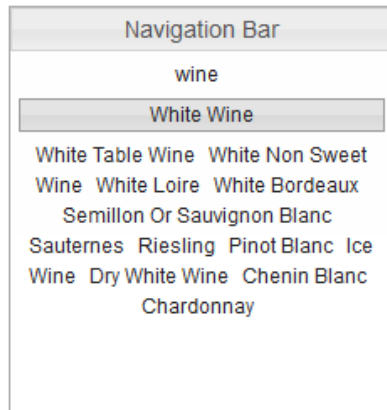 Navigation Bar
wine
White Wine
White Table Wine White Non Sweet
Wine White Loire White Bordeaux
Semillon Or Sauvignon Blanc
Sauternes Riesling Pinot Blanc Ice
Wine Dry White Wine Chenin Blanc
Chardonnay